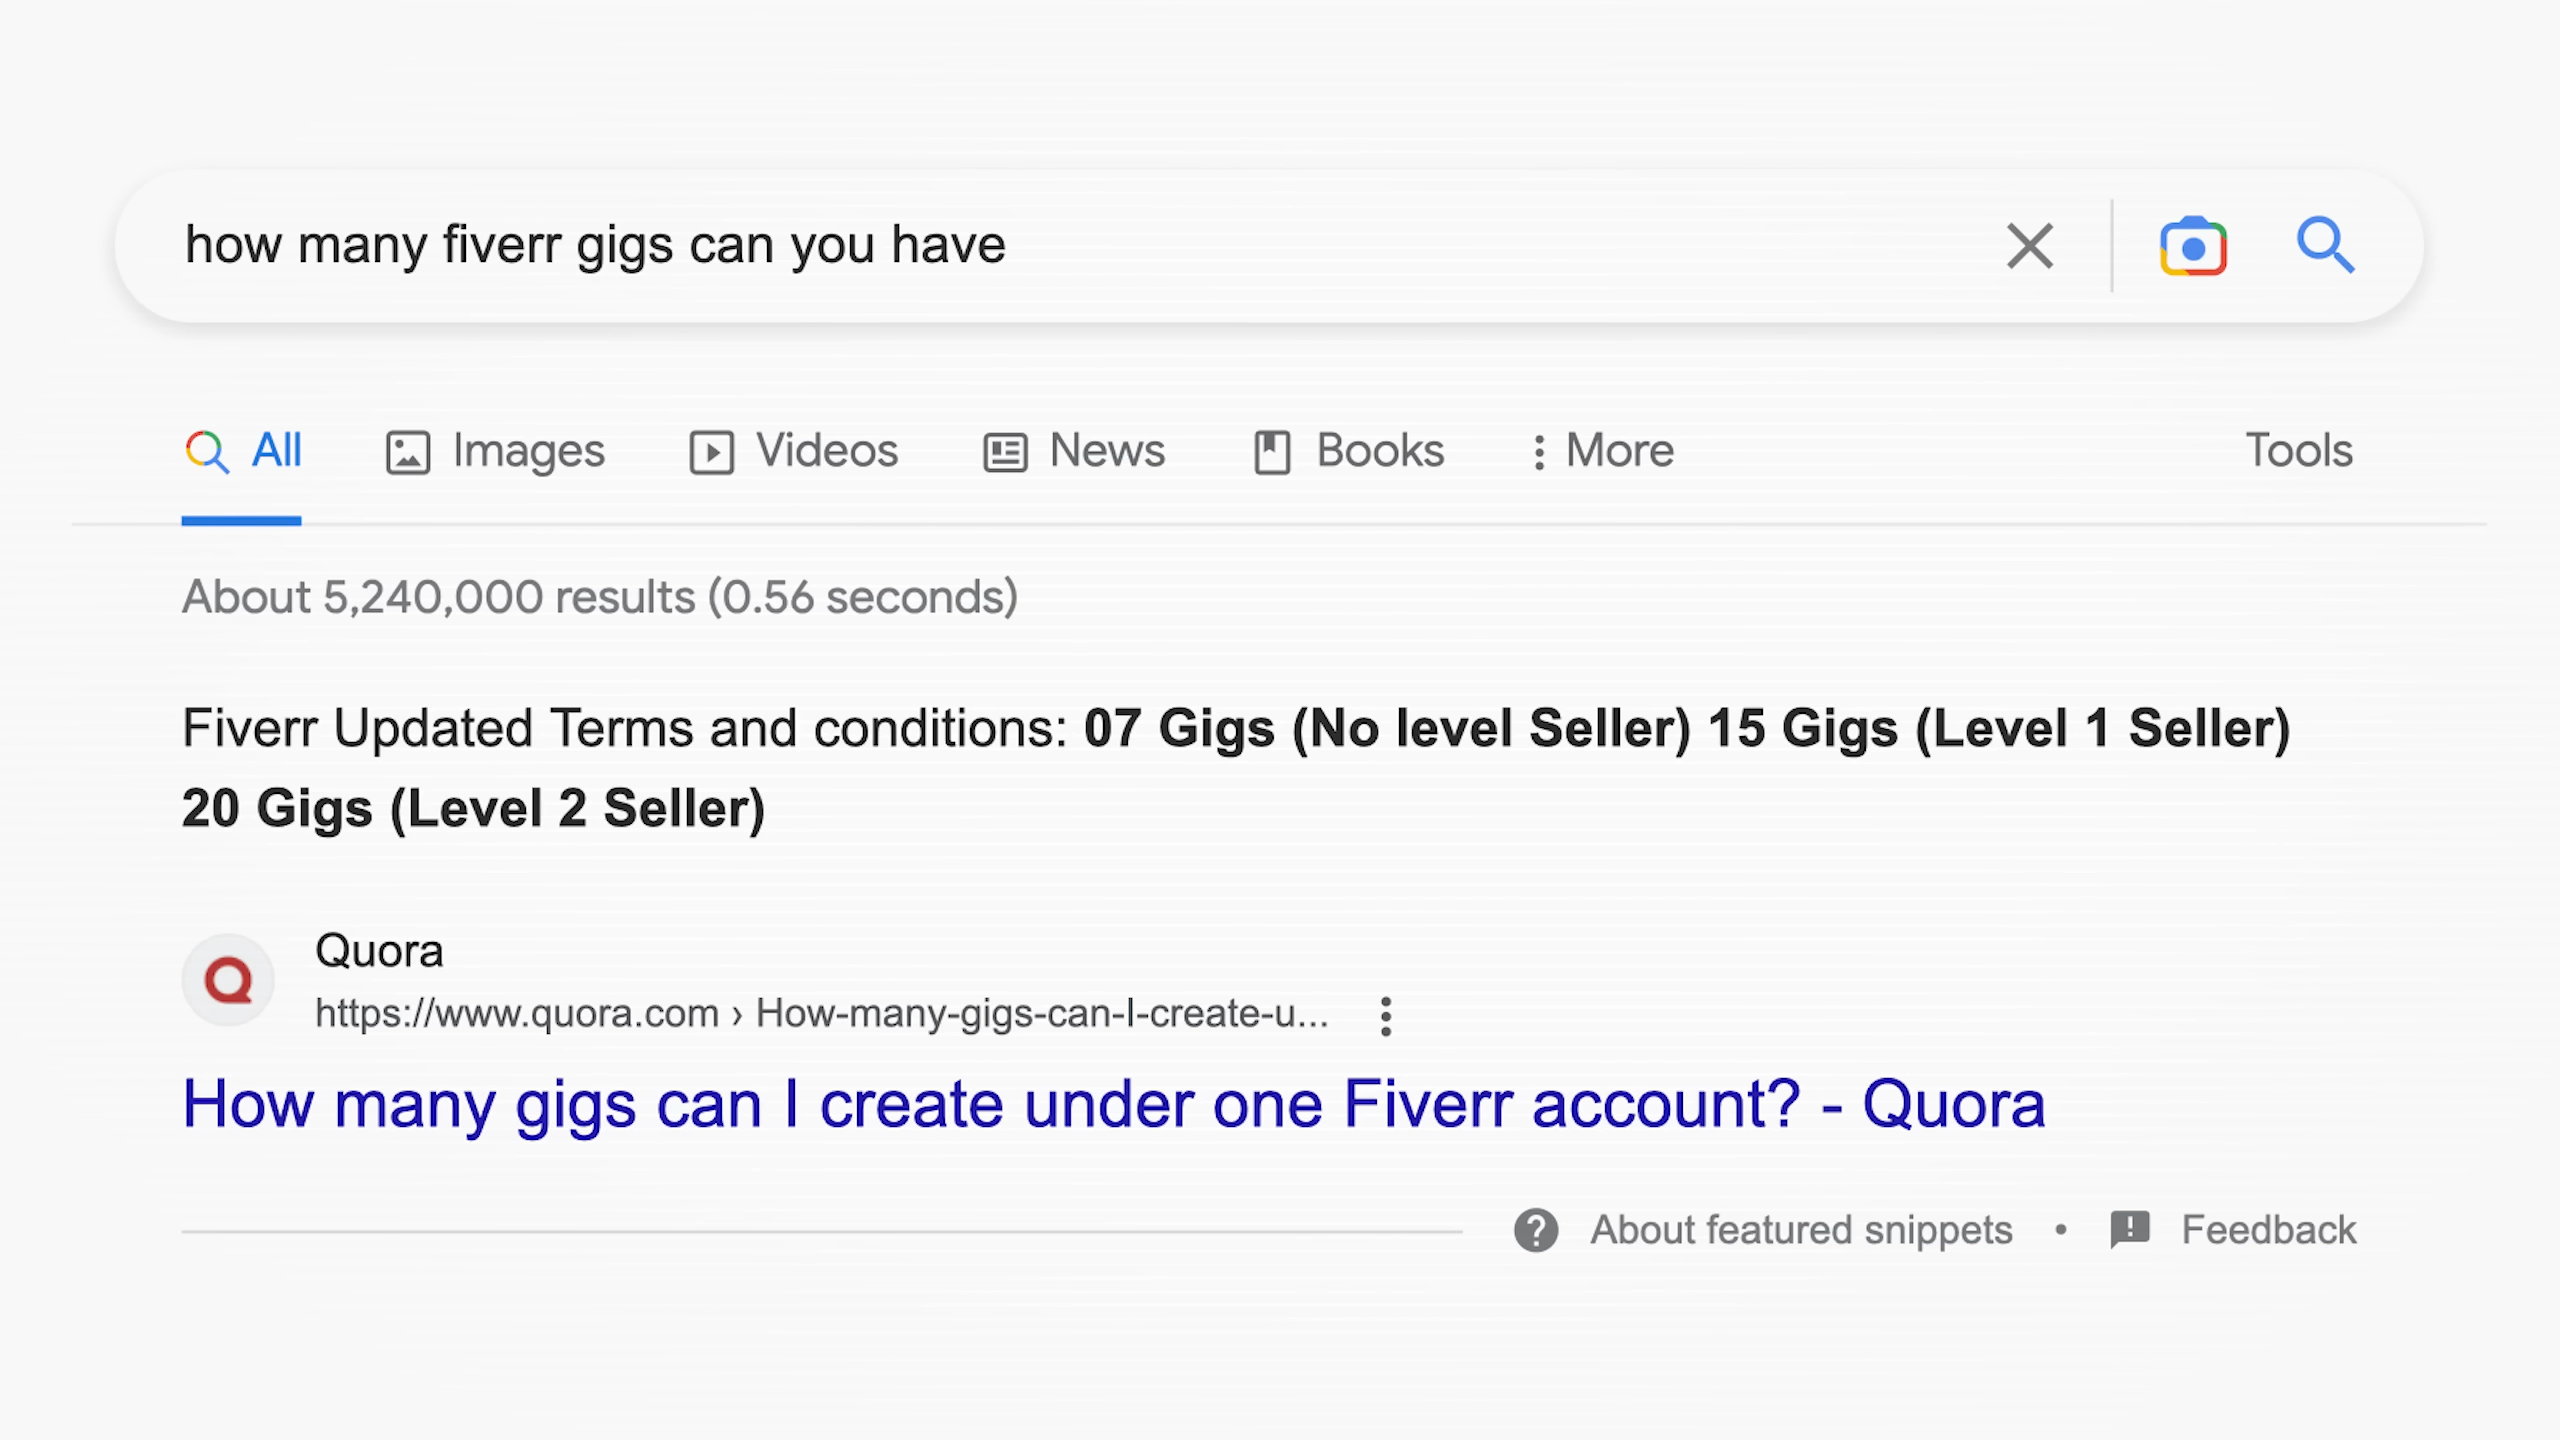 how many fiverr gigs can you have
All Images Videos News Books More Tools
About 5,240,000 results (0.56 seconds)
Fiverr Updated Terms and conditions: 07 Gigs (No level Seller) 15 Gigs (Level 1 Seller)
20 Gigs (Level 2 Seller)
Quora
https://www.quora.com › How-many-gigs-can-I-create-u...
How many gigs can I create under one Fiverr account? - Quora
About featured snippets • Feedback